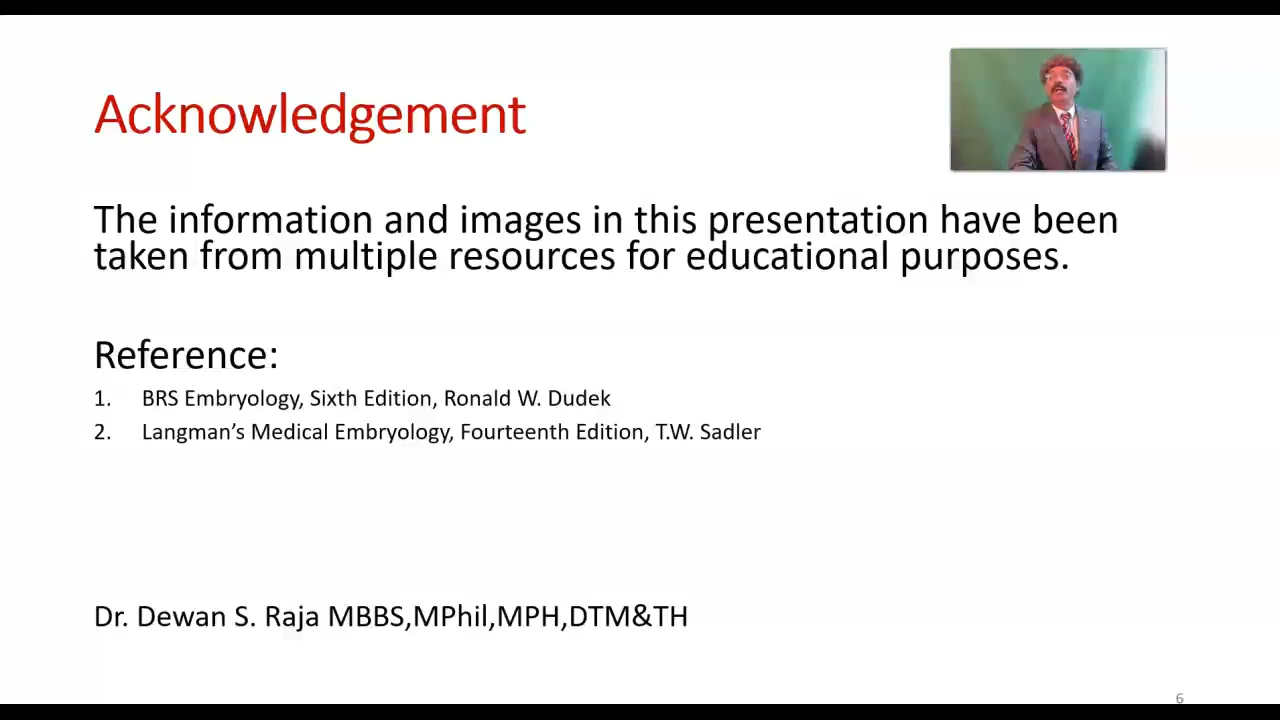 Acknowledgement
The information and images in this presentation have been
taken from multiple resources for educational purposes.
Reference:
1. BRS Embryology, Sixth Edition, Ronald W. Dudek
2. Langman’s Medical Embryology, Fourteenth Edition, T.W. Sadler
Dr. Dewan S. Raja MBBS,MPhil,MPH,DTM&TH
6